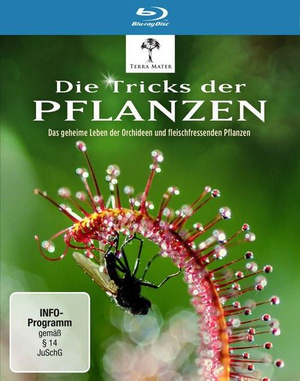 Blu-ray Disc
TERRA MATER
Die Tricks der
PFLANZEN
Das geheime Leben der Orchideen und fleischfressenden Pflanzen
INFO-
Programm
gemäß
§ 14
JuSchG